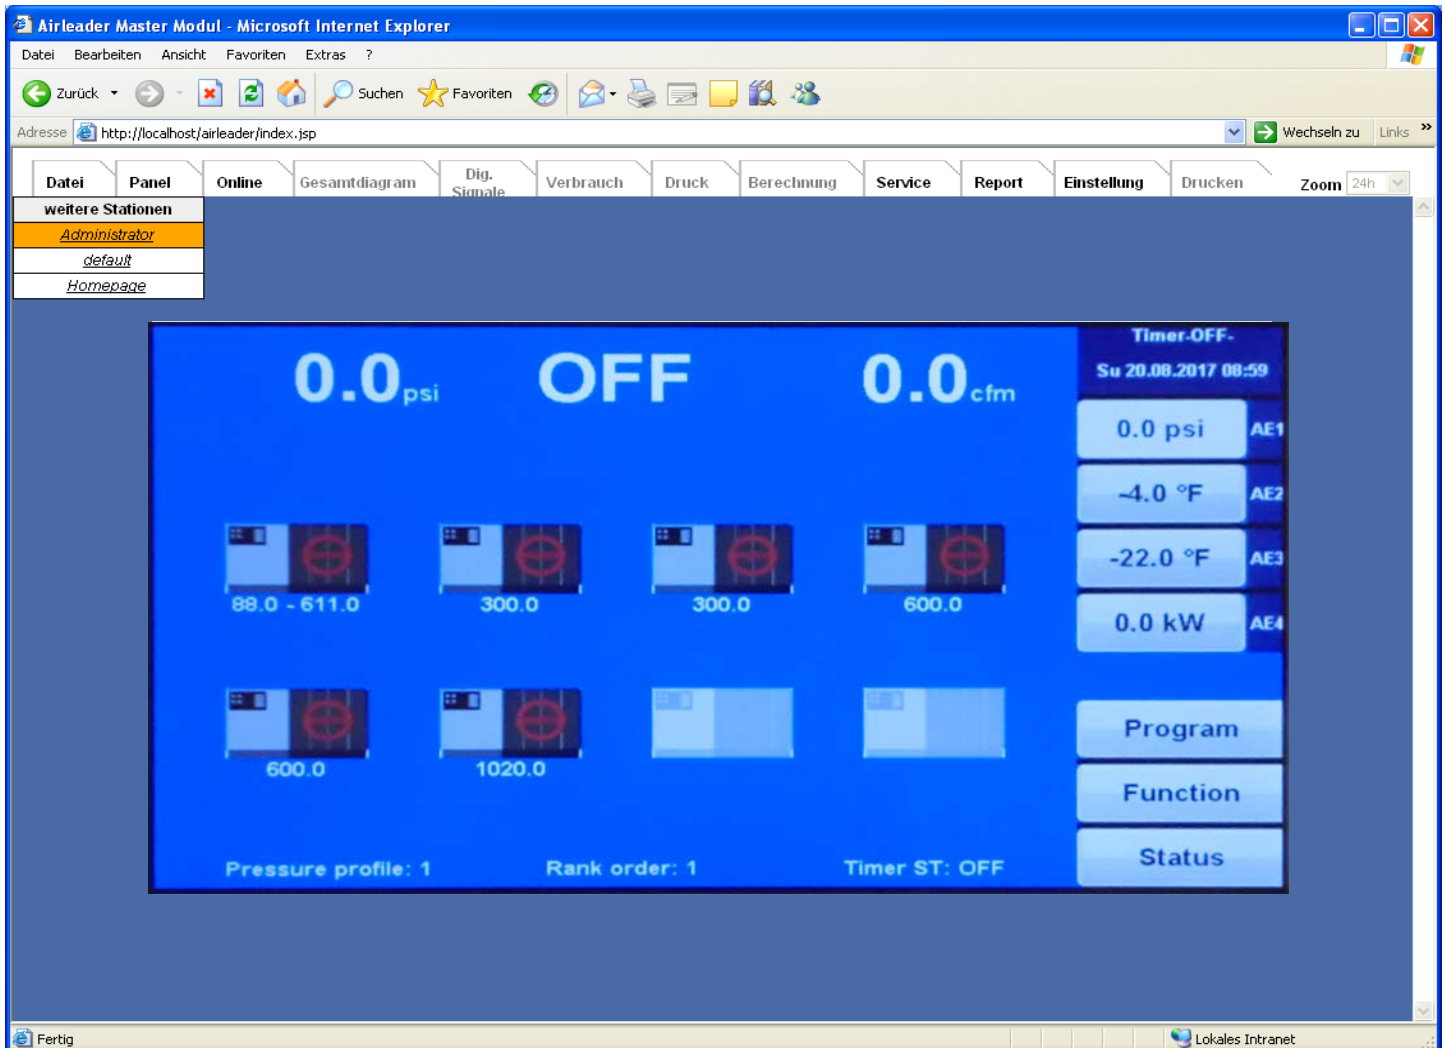 Airleader Master Modul - Microsoft Internet Explorer
Datei Bearbeiten Ansicht Favoriten Extras ?
Zurück Suchen Favoriten
Adresse http://localhost/airleader/index.jsp Wechseln zu Links »
Datei Panel Online Gesamtdiagram Dig. Signale Verbrauch Druck Berechnung Service Report Einstellung Drucken Zoom 24h
weitere Stationen
Administrator
default
Homepage
Timer-OFF-
0.0 psi OFF 0.0 cfm
Su 20.08.2017 08:59
0.0 psi AE1
-4.0 °F AE2
-22.0 °F AE3
88.0 - 611.0 300.0 300.0 600.0
0.0 kW AE4
Program
600.0 1020.0
Function
Status
Pressure profile: 1 Rank order: 1 Timer ST: OFF
Fertig Lokales Intranet